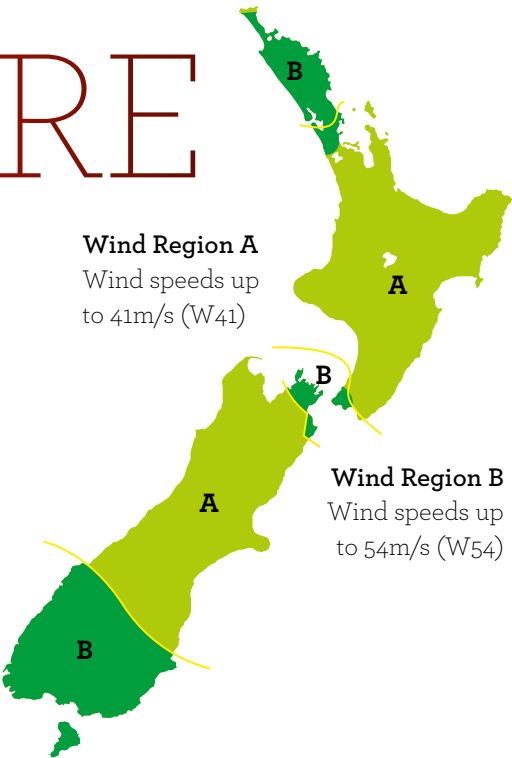 B
RE
Wind Region A
Wind speeds up
to 41m/s (W41)
A
B
Wind Region B
Wind speeds up
to 54m/s (W54)
A
B